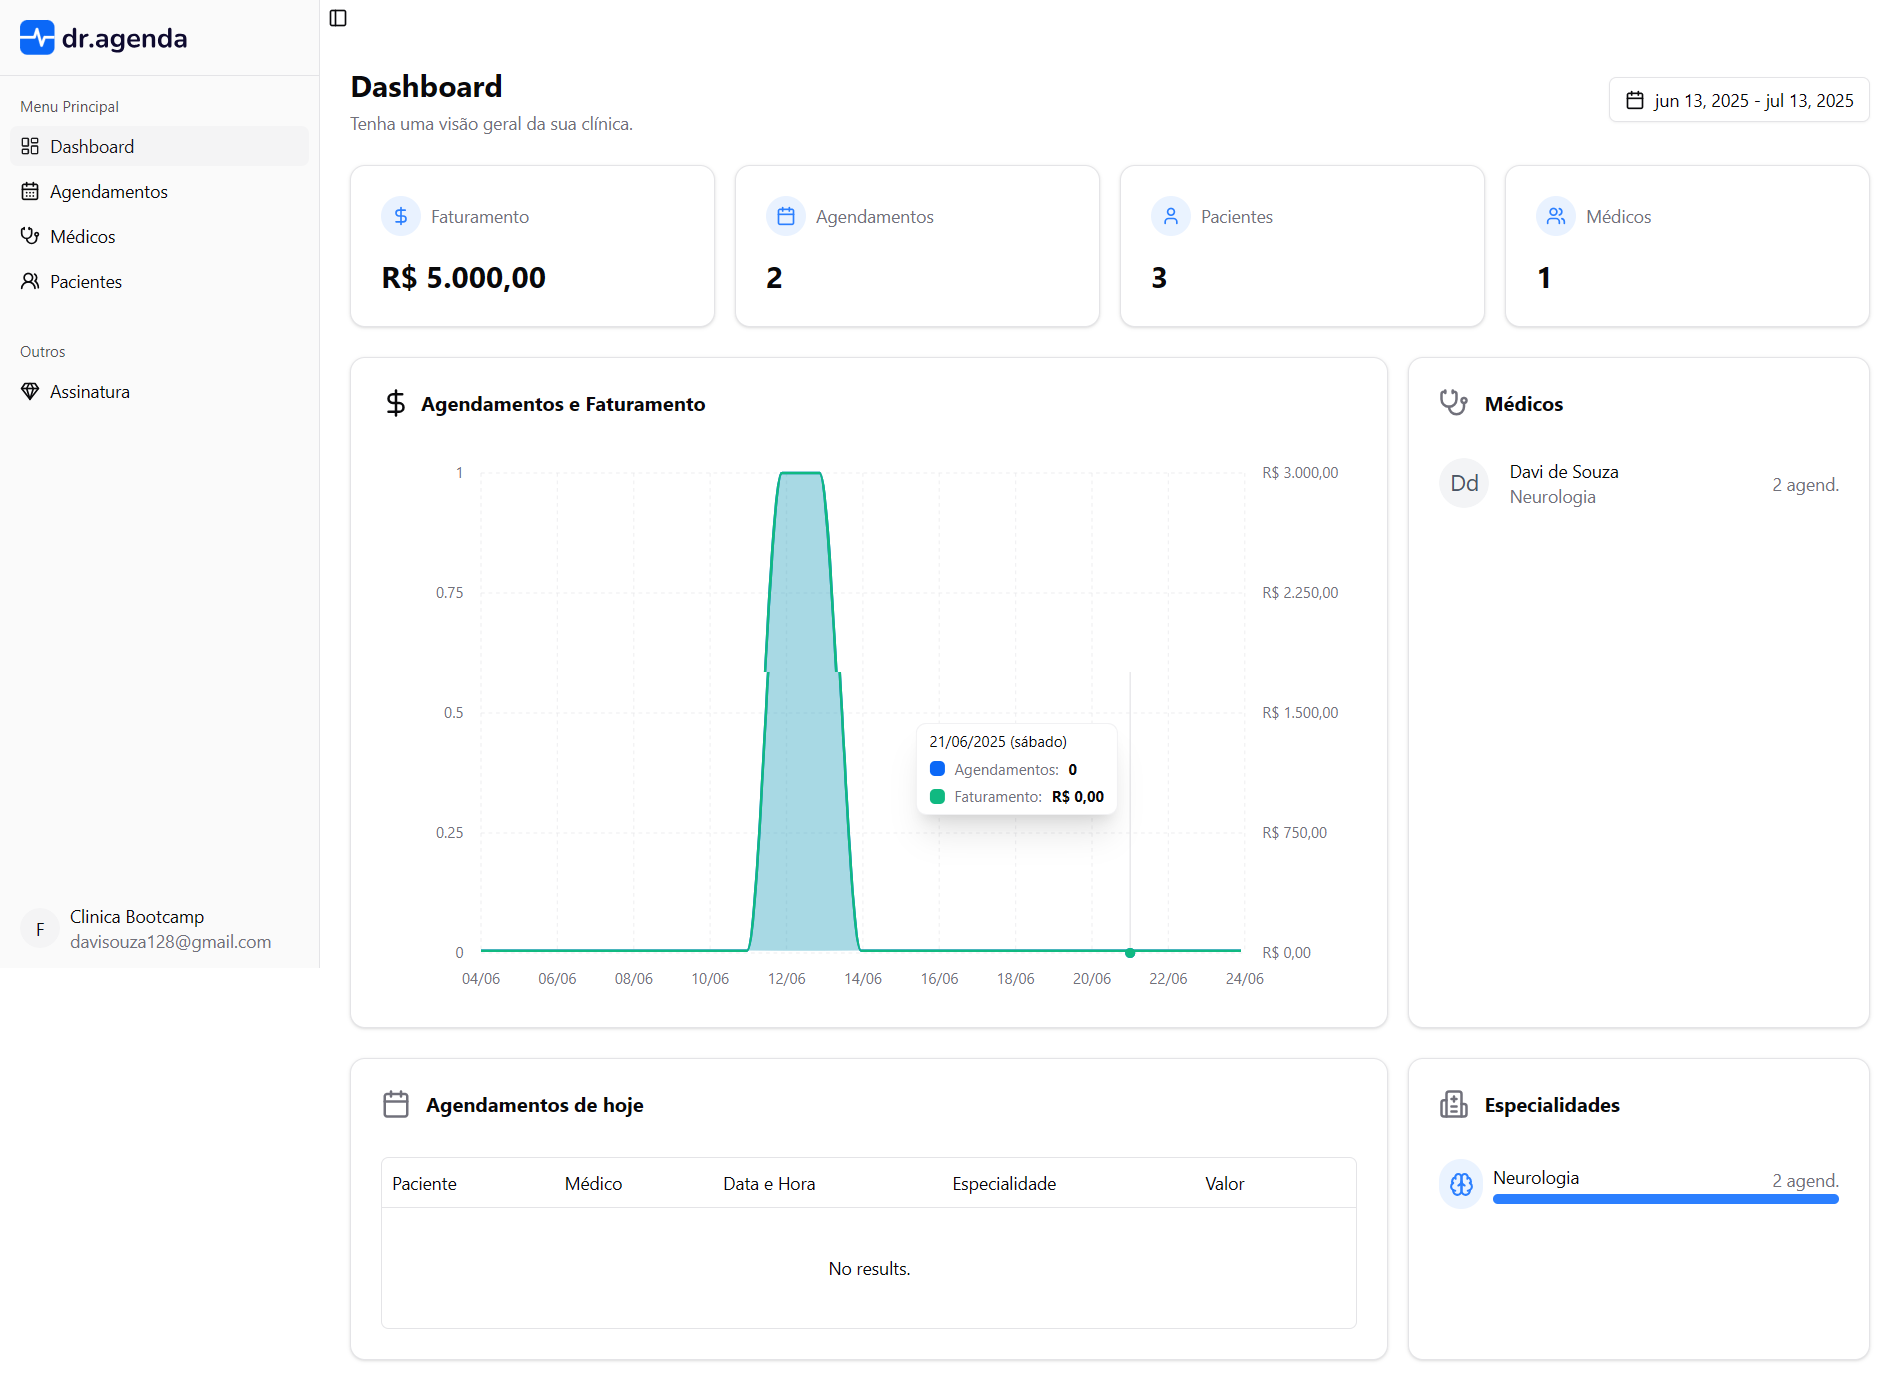 dr.agenda
Menu Principal
Dashboard
Agendamentos
Médicos
Pacientes
Outros
Assinatura
F
Clinica Bootcamp
davisouza128@gmail.com
Dashboard
Tenha uma visão geral da sua clínica.
jun 13, 2025 - jul 13, 2025
Faturamento
R$ 5.000,00
Agendamentos
2
Pacientes
3
Médicos
1
Agendamentos e Faturamento
1
0.75
0.5
0.25
0
R$ 3.000,00
R$ 2.250,00
R$ 1.500,00
R$ 750,00
R$ 0,00
04/06 06/06 08/06 10/06 12/06 14/06 16/06 18/06 20/06 22/06 24/06
21/06/2025 (sábado)
Agendamentos: 0
Faturamento: R$ 0,00
Médicos
Dd
Davi de Souza
Neurologia
2 agend.
Agendamentos de hoje
Paciente Médico Data e Hora Especialidade Valor
No results.
Especialidades
Neurologia 2 agend.